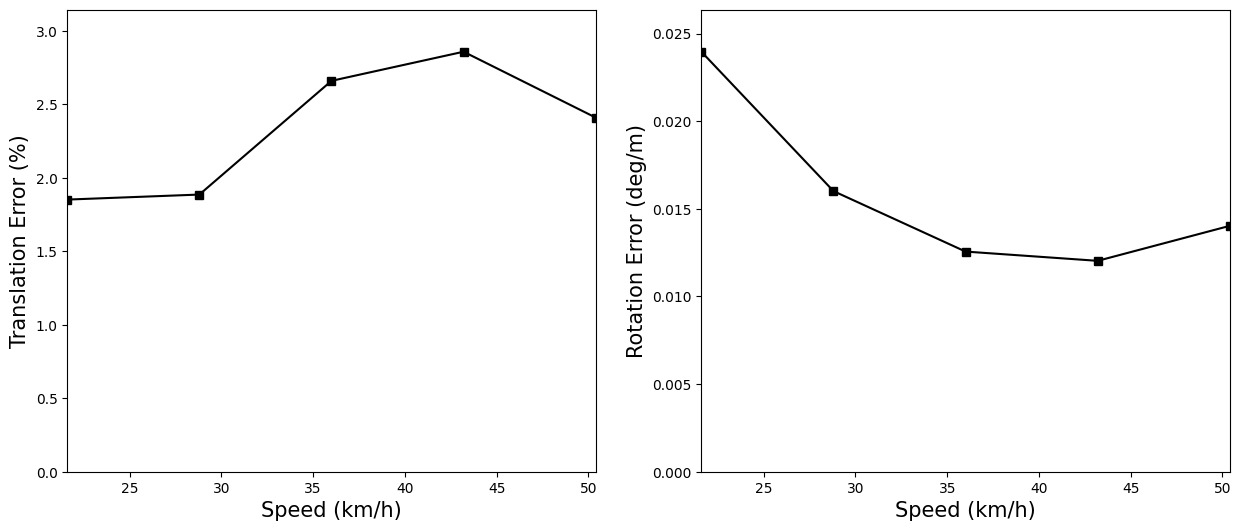 3.0
2.5
2.0
1.5
1.0
0.5
0.0
Translation Error (%)
25 30 35 40 45 50
Speed (km/h)
0.025
0.020
0.015
0.010
0.005
0.000
Rotation Error (deg/m)
25 30 35 40 45 50
Speed (km/h)